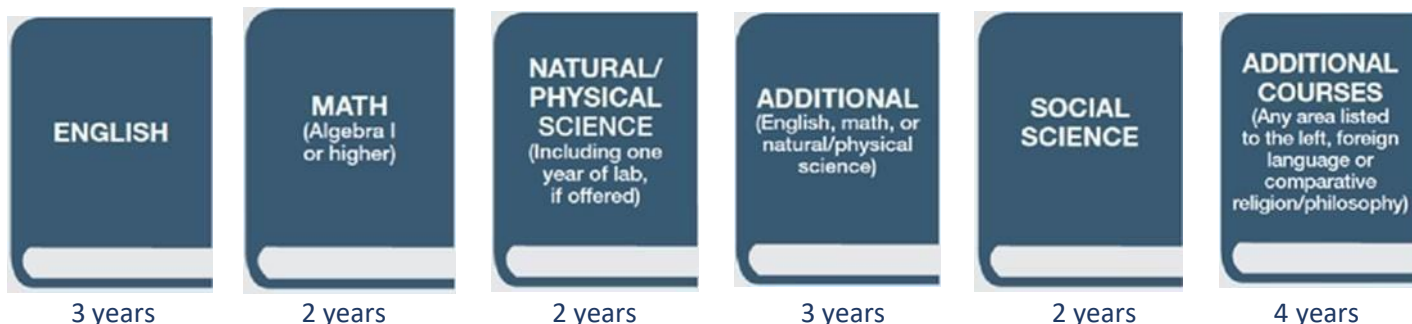 ENGLISH
MATH
(Algebra I
or higher)
NATURAL/
PHYSICAL
SCIENCE
(Including one
year of lab,
if offered)
ADDITIONAL
(English, math, or
natural/physical
science)
SOCIAL
SCIENCE
ADDITIONAL
COURSES
(Any area listed
to the left, foreign
language or
comparative
religion/philosophy)
3 years
2 years
2 years
3 years
2 years
4 years